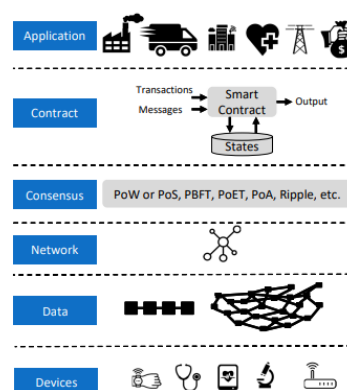 Application
Transactions
Messages
Smart
Contract
Output
States
Contract
Consensus
PoW or PoS, PBFT, PoET, PoA, Ripple, etc.
Network
Data
Devices
$